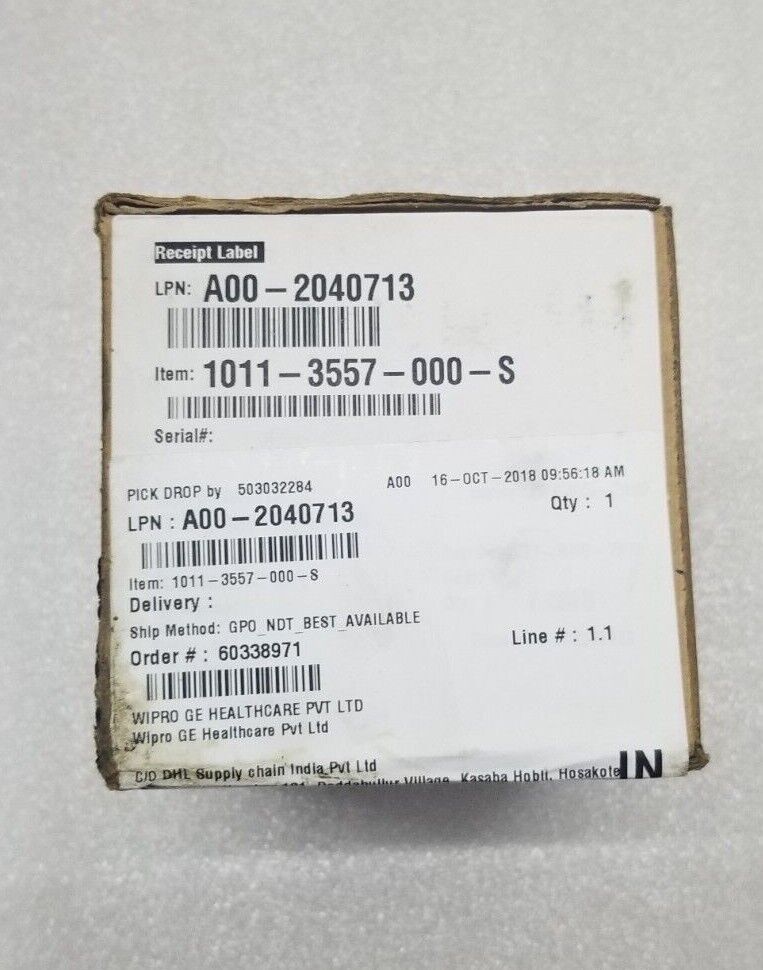 Receipt Label
LPN: A00-2040713
Item: 1011-3557-000-S
Serial#:
PICK DROP by 503032284 A00 16-OCT-2018 09:56:18 AM
LPN : A00-2040713 Qty : 1
Item: 1011-3557-000-S
Delivery :
Ship Method: GPO_NDT_BEST_AVAILABLE
Order # : 60338971 Line # : 1.1
WIPRO GE HEALTHCARE PVT LTD
Wipro GE Healthcare Pvt Ltd
C/O DHL Supply chain India Pvt Ltd
Village, Kasaba Hobli, Hosakote
IN